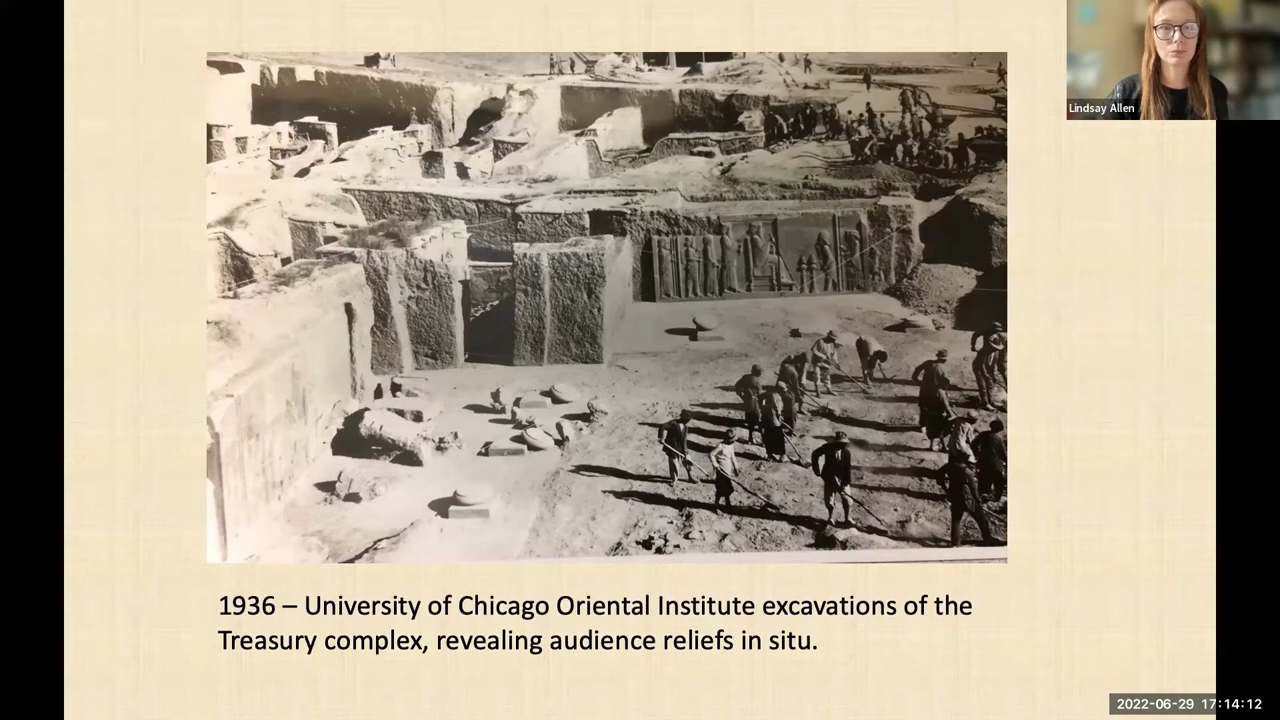 Lindsay Allen
1936 – University of Chicago Oriental Institute excavations of the
Treasury complex, revealing audience reliefs in situ.
2022-06-29 17:14:12